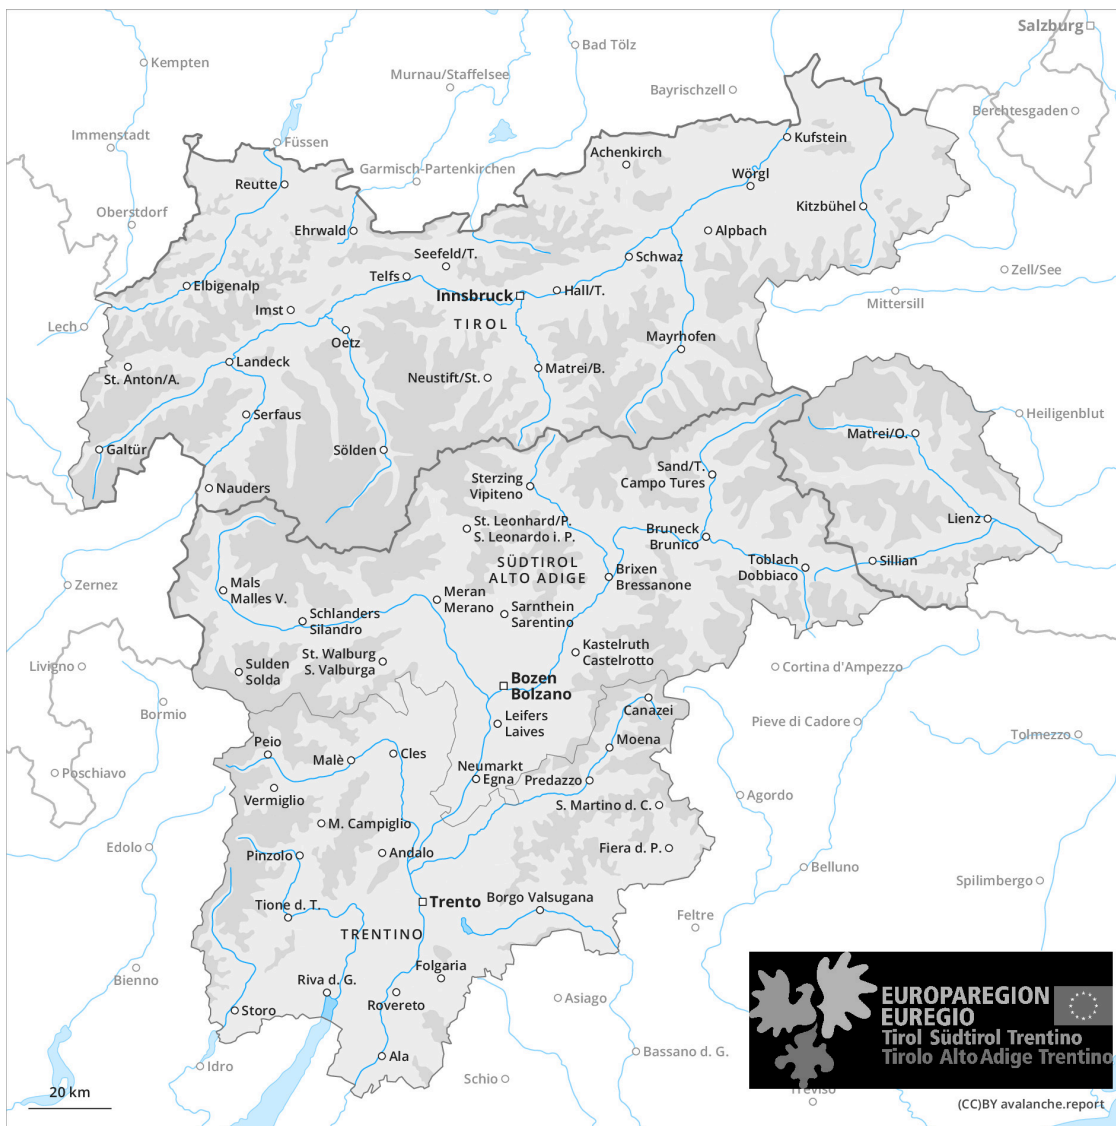 Salzburg
Bad Tölz
Kempten
Murnau/Staffelsee
Bayrischzell
Berchtesgaden
Immenstadt
Füssen
Kufstein
Achenkirch
Garmisch-Partenkirchen
Wörgl
Reutte
Oberstdorf
Kitzbühel
Ehrwald
Alpbach
Seefeld/T.
Schwaz
Zell/See
Telfs
Elbigenalp
Hall/T.
Innsbruck
Mittersill
Imst
TIROL
Lech
Oetz
Mayrhofen
Landeck
Matrei/B.
St. Anton/A.
Neustift/St.
Serfaus
Heiligenblut
Matrei/O.
Galtür
Sölden
Sand/T.
Campo Tures
Sterzing
Vipiteno
Nauders
Lienz
St. Leonhard/P.
S. Leonardo i. P.
Bruneck
Brunico
SÜDTIROL
ALTO ADIGE
Toblach
Dobbiaco
Sillian
Brixen
Bressanone
Zernez
Mals
Malles V.
Meran
Merano
Schlanders
Silandro
Sarnthein
Sarentino
Kastelruth
Castelrotto
St. Walburg
S. Valburga
Livigno
Sulden
Solda
Cortina d'Ampezzo
Bozen
Bolzano
Canazei
Bormio
Leifers
Laives
Pieve di Cadore
Tolmezzo
Peio
Moena
Cles
Malè
Poschiavo
Neumarkt
Egna
Predazzo
Vermiglio
Agordo
S. Martino d. C.
M. Campiglio
Edolo
Pinzolo
Andalo
Fiera d. P.
Belluno
Spilimbergo
Borgo Valsugana
Trento
Tione d. T.
Feltre
TRENTINO
Folgaria
Bienno
Riva d. G.
Rovereto
Asiago
Storo
EUROPAREGION
EUREGIO
Tirol Südtirol Trentino
Tirolo Alto Adige Trentino
Ala
Bassano d. G.
Idro
Schio
Treviso
20 km
(CC)BY avalanche.report